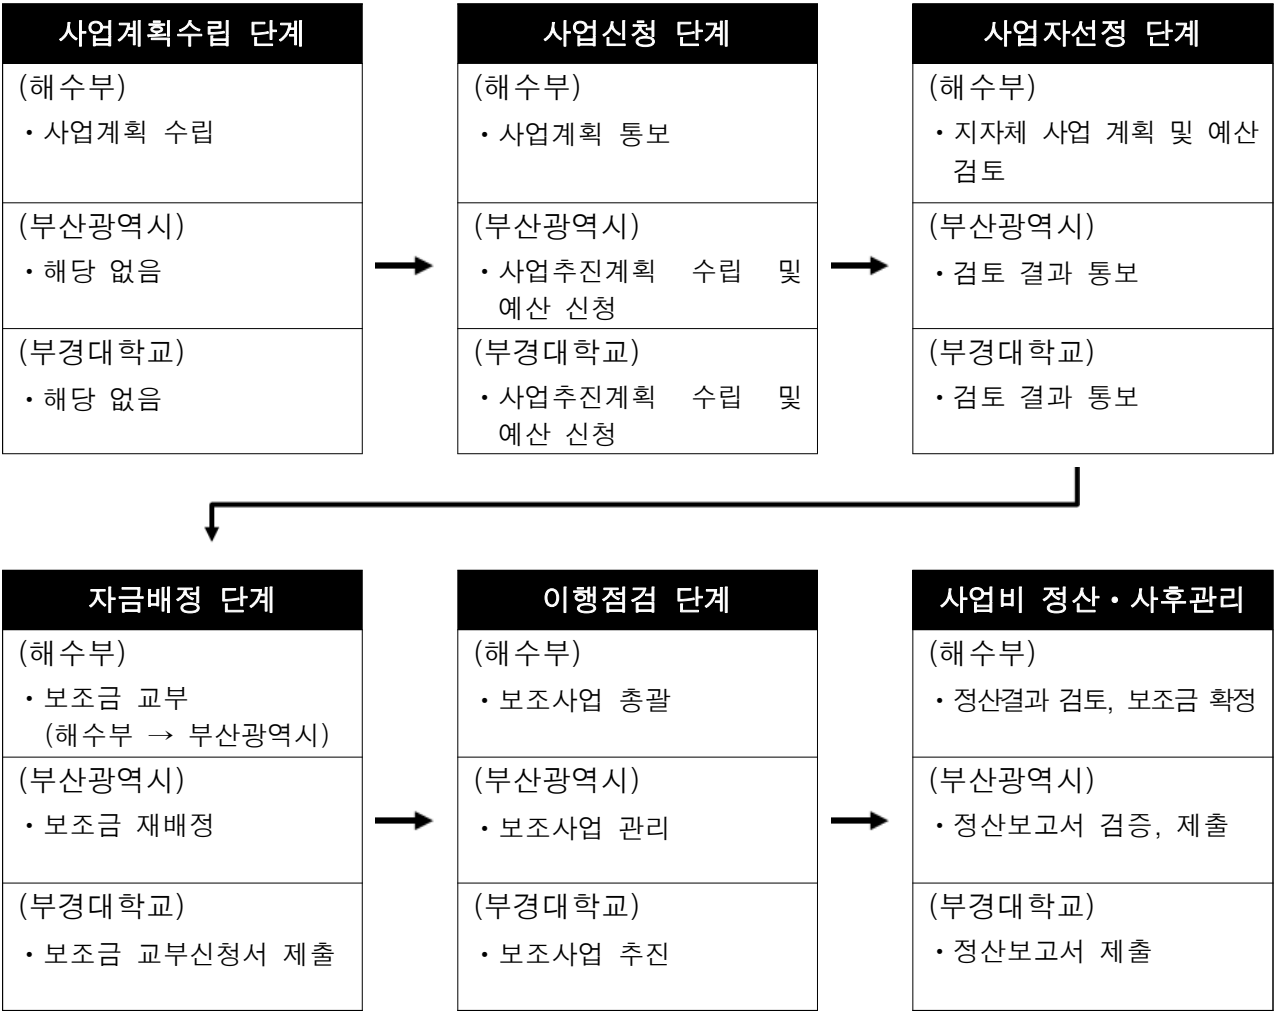 사업계획수립 단계
(해수부)
・사업계획 수립
(부산광역시)
・해당 없음
(부경대학교)
・해당 없음
사업신청 단계
(해수부)
・사업계획 통보
(부산광역시)
・사업추진계획 수립 및
예산 신청
(부경대학교)
・사업추진계획 수립 및
예산 신청
사업자선정 단계
(해수부)
・지자체 사업 계획 및 예산
검토
(부산광역시)
・검토 결과 통보
(부경대학교)
・검토 결과 통보
자금배정 단계
(해수부)
・보조금 교부
(해수부 → 부산광역시)
(부산광역시)
・보조금 재배정
(부경대학교)
・보조금 교부신청서 제출
이행점검 단계
(해수부)
・보조사업 총괄
(부산광역시)
・보조사업 관리
(부경대학교)
・보조사업 추진
사업비 정산・사후관리
(해수부)
・정산결과 검토, 보조금 확정
(부산광역시)
・정산보고서 검증, 제출
(부경대학교)
・정산보고서 제출